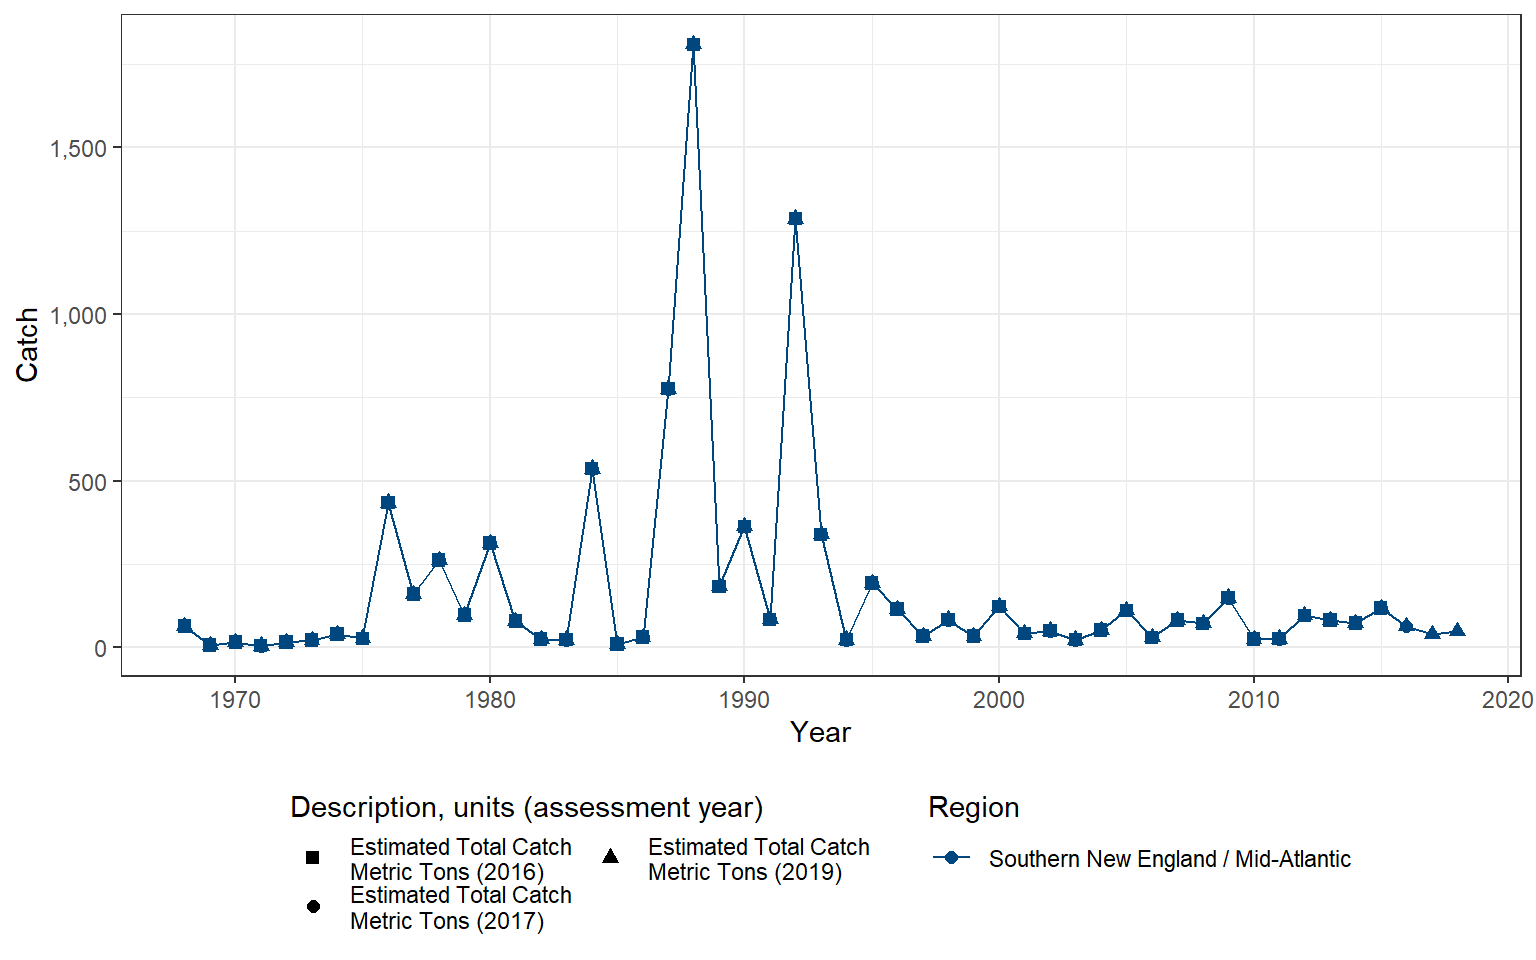 1,500
1,000
500
0
Catch
1970 1980 1990 2000 2010 2020
Year
Description, units (assessment year)
Estimated Total Catch
Metric Tons (2016)
Estimated Total Catch
Metric Tons (2017)
Estimated Total Catch
Metric Tons (2019)
Region
Southern New England / Mid-Atlantic